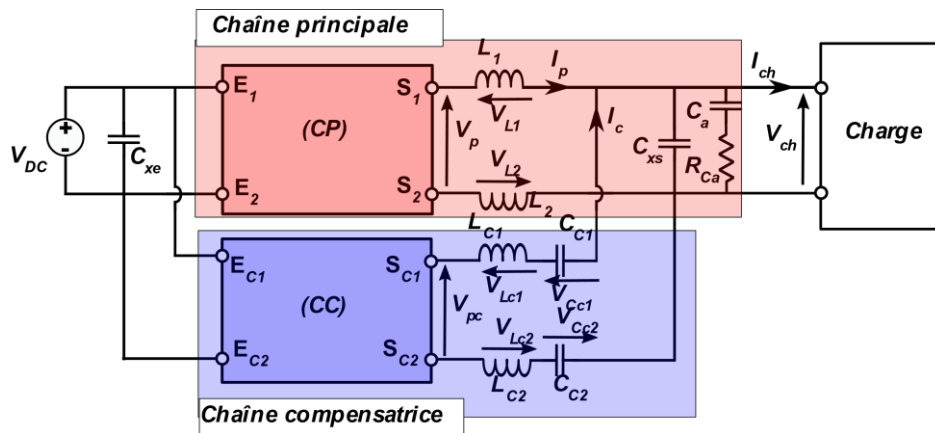 Chaîne principale
L1
Ip
Ich
E1
S1
VL1
Ca
(CP)
Vp
Ic
VDC
+
-
Cxe
VL2
Cxs
RCa
Vch
Charge
E2
S2
L2
LC1
CC1
EC1
SC1
VLc1
VCc1
(CC)
Vpc
VLc2
VCc2
EC2
SC2
LC2
CC2
Chaîne compensatrice